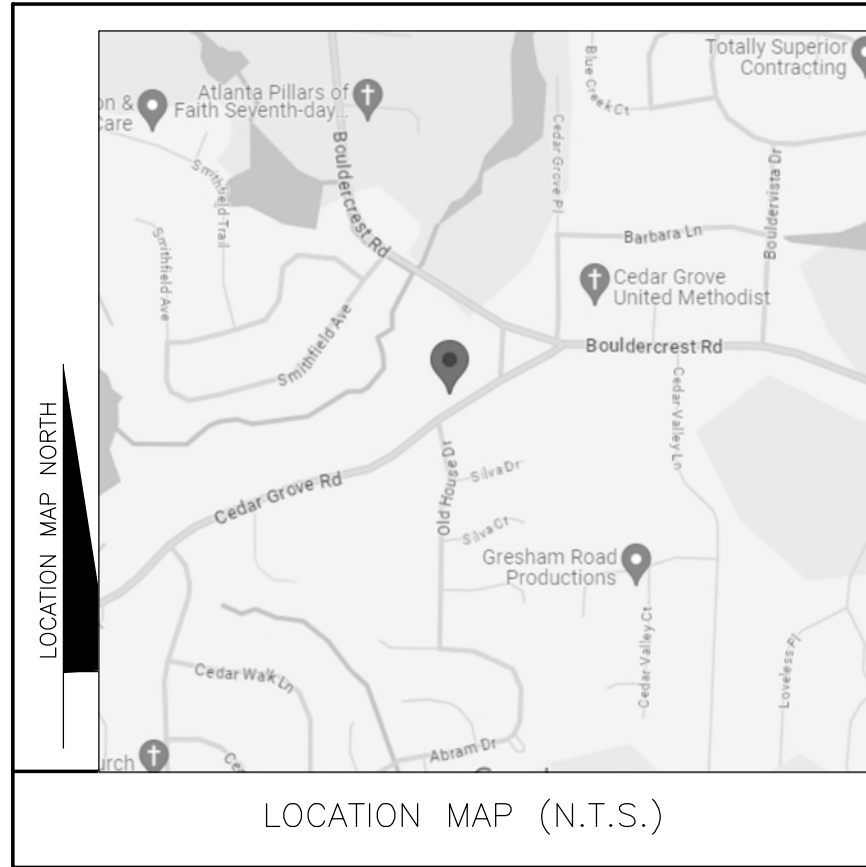 Totally Superior
Contracting
Blue Creek Ct
Atlanta Pillars of
Faith Seventh-day...
on &
Care
Bouldercrest Rd
Cedar Grove Pl
Bouldervista Dr
Smithfield Trail
Smithfield Ave
Barbara Ln
Cedar Grove
United Methodist
Smithfield Ave
Bouldercrest Rd
Cedar Valley Ln
LOCATION MAP NORTH
Cedar Grove Rd
Old House Dr
Silva Dr
Silva Ct
Gresham Road
Productions
Cedar Valley Ct
Loveless Pl
Cedar Walk Ln
Abram Dr
urch
LOCATION MAP (N.T.S.)